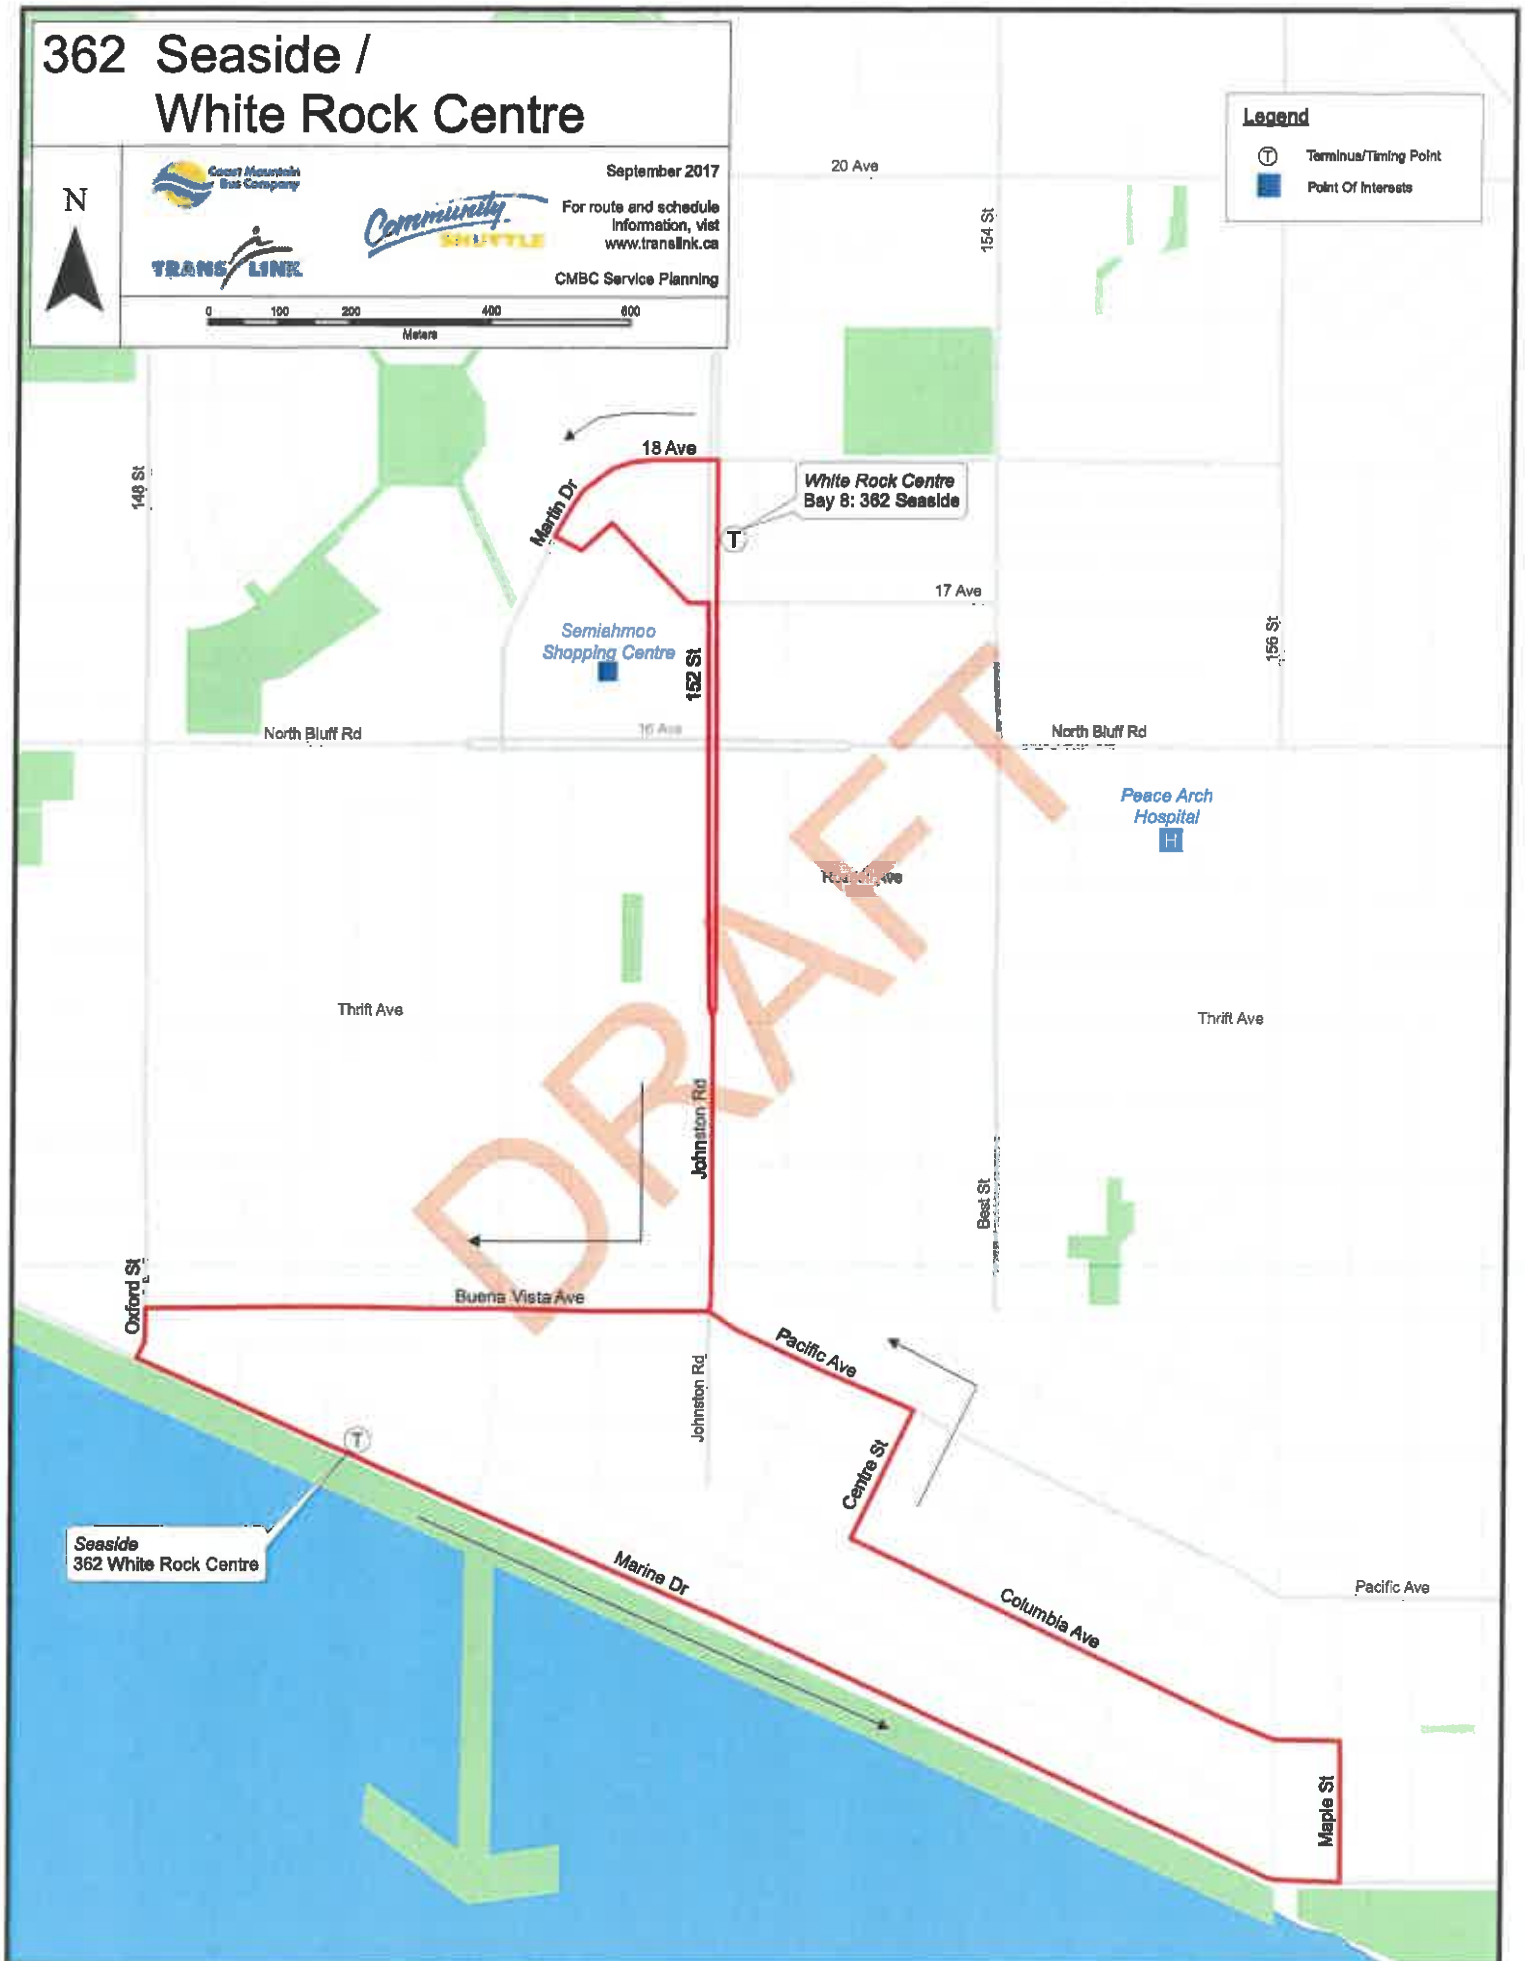 362 Seaside /
White Rock Centre
N
Coast Mountain
Bus Company
TRANS LINK
Community
SHUTTLE
September 2017
For route and schedule
information, vist
www.translink.ca
CMBC Service Planning
0 100 200 400 600
Meters
Legend
T Terminus/Timing Point
Point Of Interests
20 Ave
154 St
148 St
18 Ave
Martin Dr
White Rock Centre
Bay 8: 362 Seaside
T
17 Ave
156 St
Semiahmoo
Shopping Centre
152 St
North Bluff Rd
16 Ave
North Bluff Rd
Peace Arch
Hospital
H
Thrift Ave
Thrift Ave
DRAFT
Johnston Rd
Best St
Oxford St
Buena Vista Ave
Pacific Ave
Johnston Rd
T
Centre St
Seaside
362 White Rock Centre
Marine Dr
Columbia Ave
Pacific Ave
Maple St